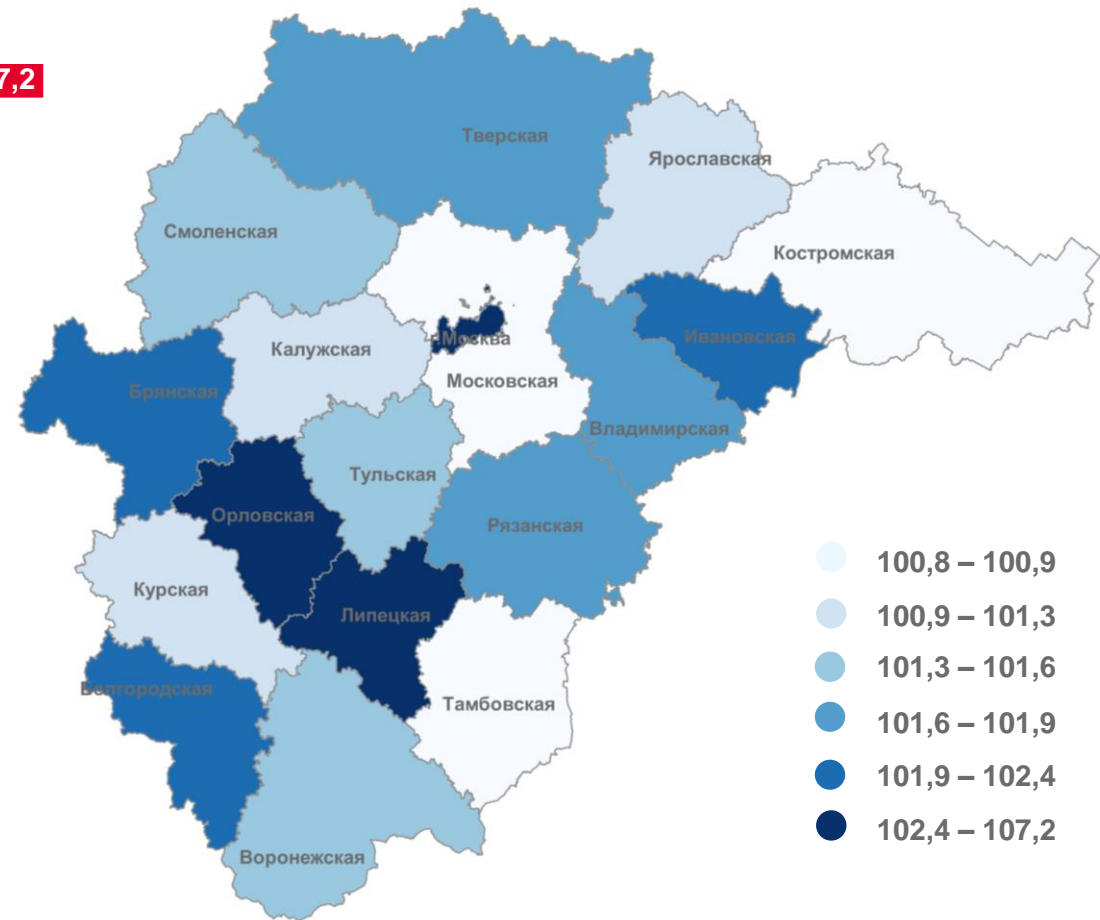 7,2
Тверская
Ярославская
Смоленская
Костромская
Ивановская
г.Москва
Калужская
Московская
Брянская
Владимирская
Тульская
Орловская
Рязанская
Курская
Липецкая
Белгородская
Тамбовская
Воронежская
100,8 – 100,9
100,9 – 101,3
101,3 – 101,6
101,6 – 101,9
101,9 – 102,4
102,4 – 107,2